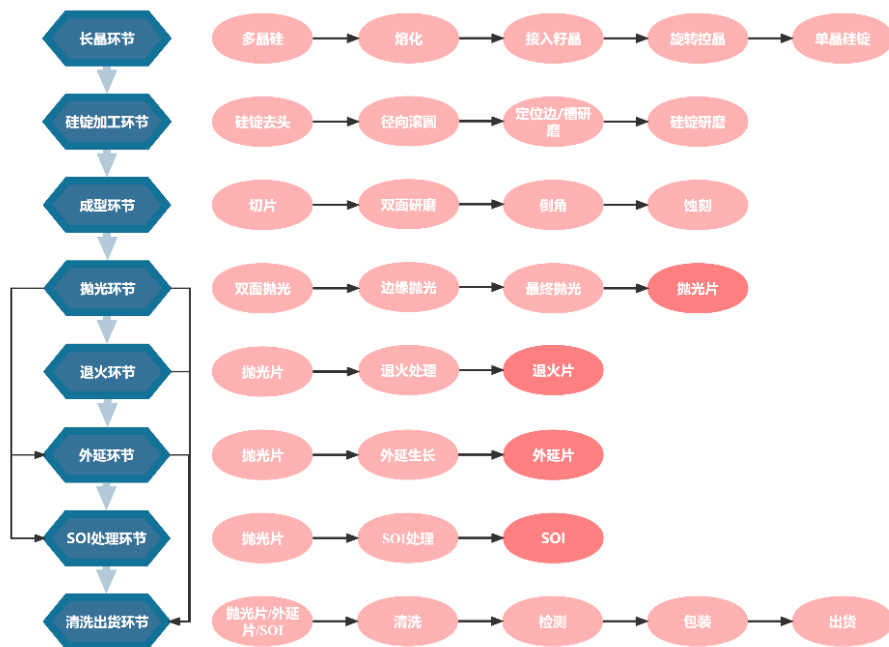 长晶环节
多晶硅
熔化
接入籽晶
旋转控晶
单晶硅锭
硅锭加工环节
硅锭去头
径向滚圆
定位边/槽研
磨
硅锭研磨
成型环节
切片
双面研磨
倒角
蚀刻
抛光环节
双面抛光
边缘抛光
最终抛光
抛光片
退火环节
抛光片
退火处理
退火片
外延环节
抛光片
外延生长
外延片
SOI处理环节
抛光片
SOI处理
SOI
清洗出货环节
抛光片/外延
片/SOI
清洗
检测
包装
出货